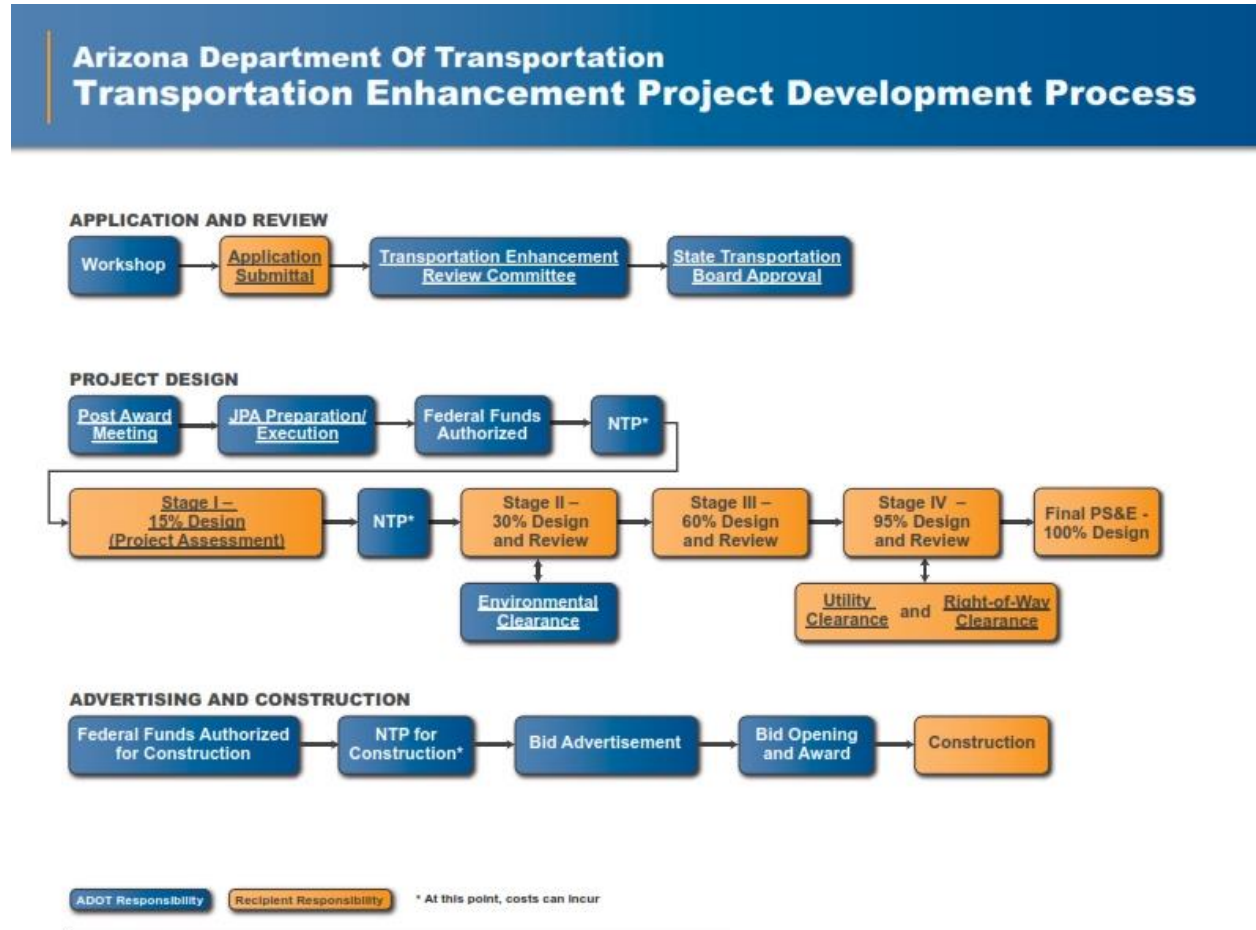 Arizona Department Of Transportation
Transportation Enhancement Project Development Process
APPLICATION AND REVIEW
Workshop
Application
Submittal
Transportation Enhancement
Review Committee
State Transportation
Board Approval
PROJECT DESIGN
Post Award
Meeting
JPA Preparation/
Execution
Federal Funds
Authorized
NTP*
Stage I –
15% Design
(Project Assessment)
NTP*
Stage II –
30% Design
and Review
Stage III –
60% Design
and Review
Stage IV –
95% Design
and Review
Final PS&E -
100% Design
Environmental
Clearance
Utility
Clearance
and
Right-of-Way
Clearance
ADVERTISING AND CONSTRUCTION
Federal Funds Authorized
for Construction
NTP for
Construction*
Bid Advertisement
Bid Opening
and Award
Construction
ADOT Responsibility
Recipient Responsibility
* At this point, costs can incur